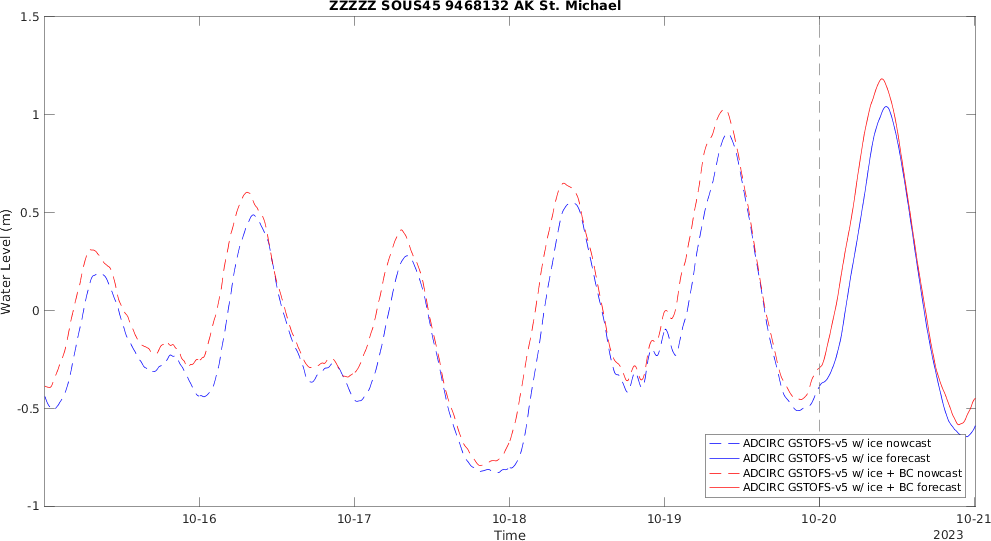 ZZZZZ SOUS45 9468132 AK St. Michael
1.5
1
0.5
0
-0.5
-1
Water Level (m)
10-16
10-17
10-18
10-19
10-20
10-21
Time
2023
ADCIRC GSTOFS-v5 w/ ice nowcast
ADCIRC GSTOFS-v5 w/ ice forecast
ADCIRC GSTOFS-v5 w/ ice + BC nowcast
ADCIRC GSTOFS-v5 w/ ice + BC forecast